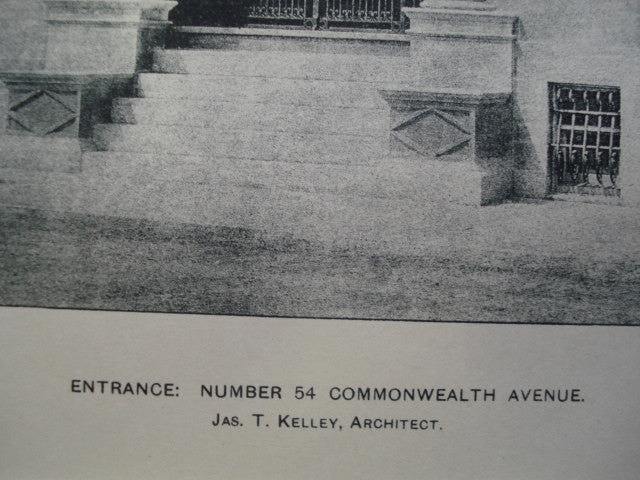 ENTRANCE: NUMBER 54 COMMONWEALTH AVENUE.
JAS. T. KELLEY, ARCHITECT.